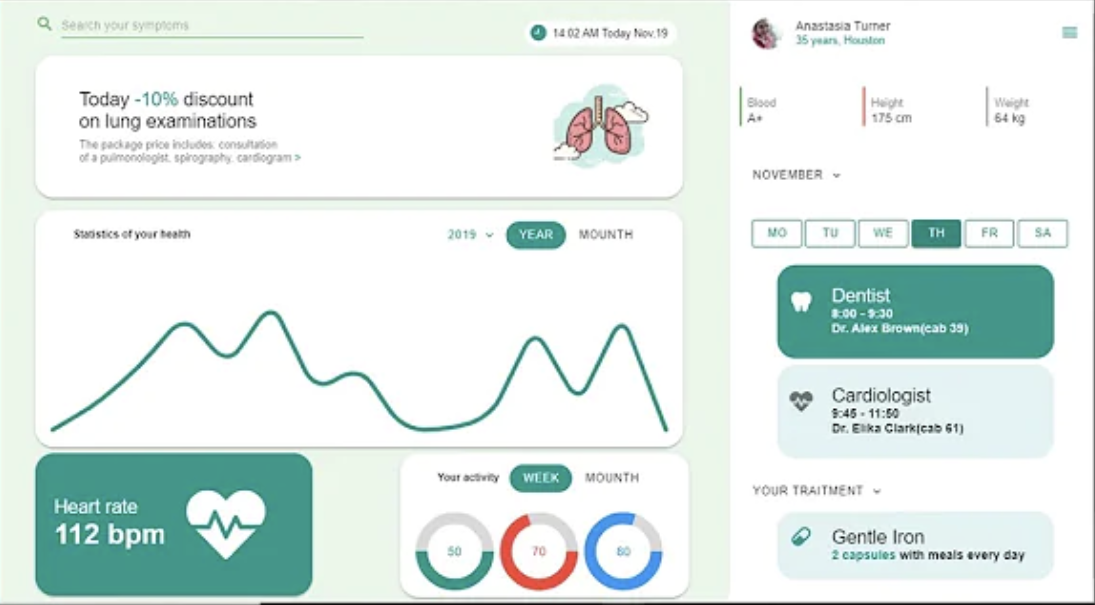 Search your symptoms
14 02 AM Today Nov.19
Today -10% discount
on lung examinations
The package price includes: consultation
of a pulmonologist, spirography, cardiogram >
Statistics of your health
2019
YEAR
MOUNTH
Heart rate
112 bpm
Your activity
WEEK
MOUNTH
50
70
80
Anastasia Turner
35 years, Houston
Blood
A+
Height
175 cm
Weight
64 kg
NOVEMBER
MO
TU
WE
TH
FR
SA
Dentist
8:00 - 9:30
Dr. Alex Brown(cab 39)
Cardiologist
9:45 - 11:50
Dr. Elika Clark(cab 61)
YOUR TRAITMENT
Gentle Iron
2 capsules with meals every day